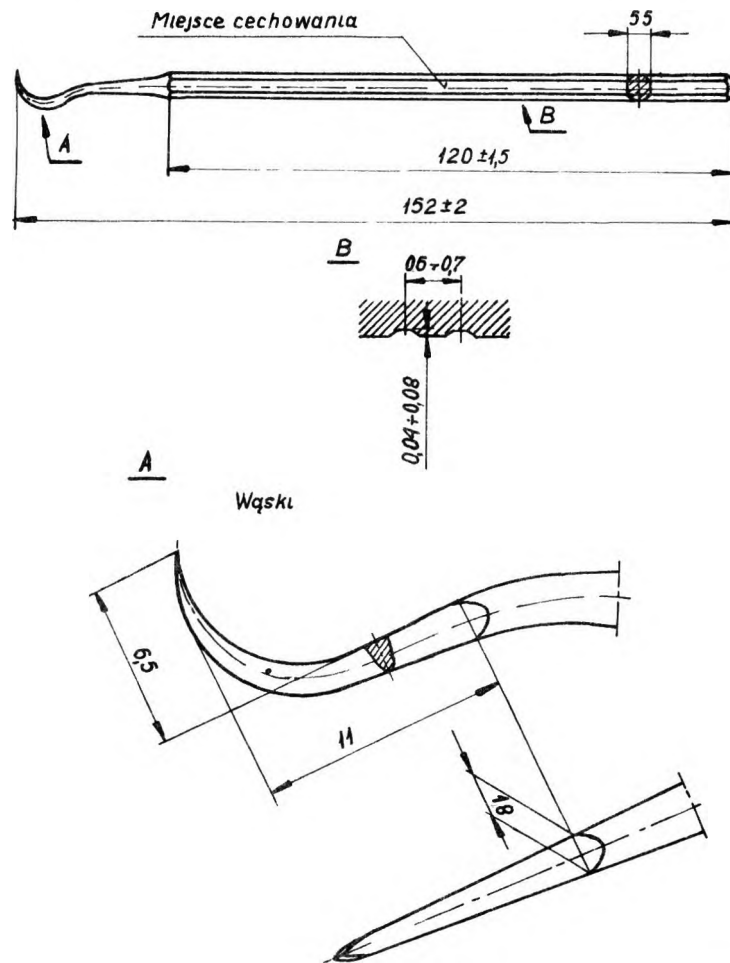 Miejsce cechowania
55
A
B
120±1,5
152±2
B
06÷0,7
0,04÷0,08
A
Wąski
6,5
11
18